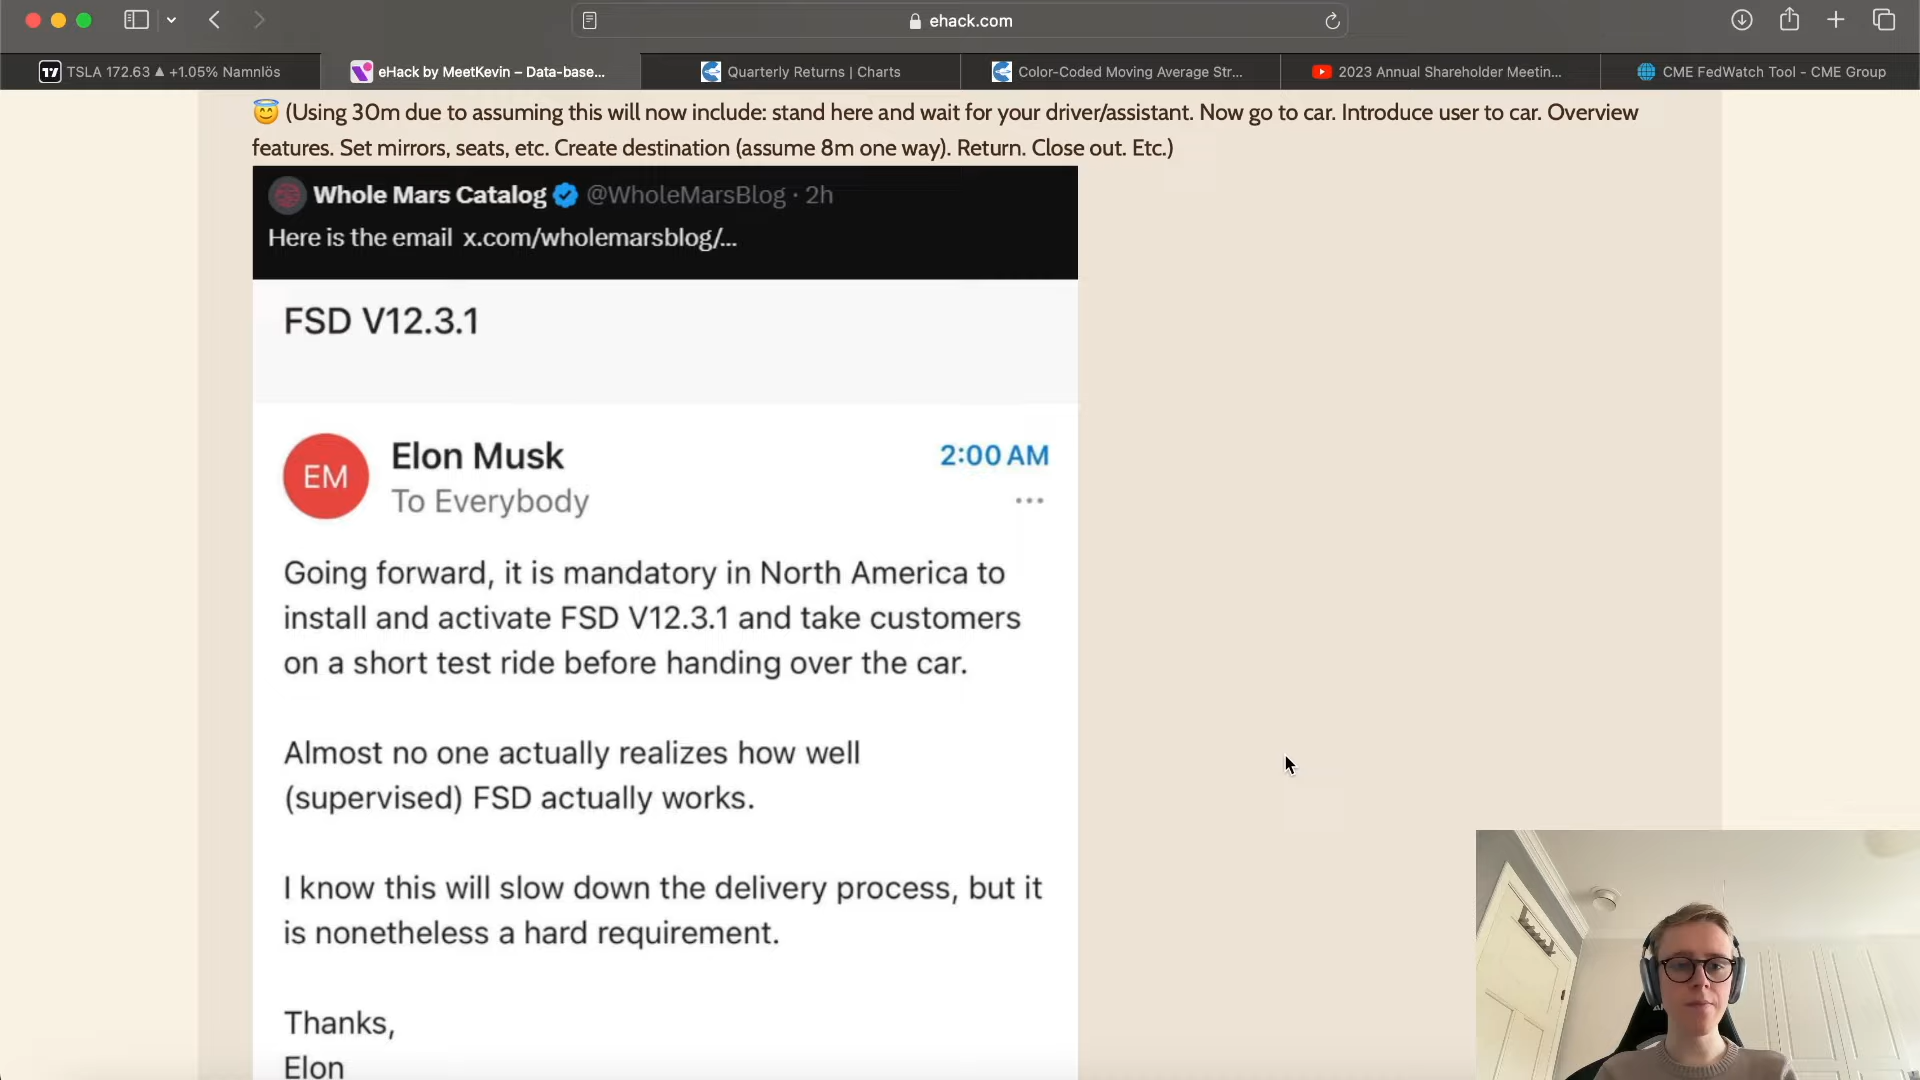 ehack.com
TSLA 172.63 ▲ +1.05% Namnlös
eHack by MeetKevin – Data-base...
Quarterly Returns | Charts
Color-Coded Moving Average Str...
2023 Annual Shareholder Meetin...
CME FedWatch Tool - CME Group
😇 (Using 30m due to assuming this will now include: stand here and wait for your driver/assistant. Now go to car. Introduce user to car. Overview
features. Set mirrors, seats, etc. Create destination (assume 8m one way). Return. Close out. Etc.)
Whole Mars Catalog @WholeMarsBlog · 2h
Here is the email x.com/wholemarsblog/...
FSD V12.3.1
EM
Elon Musk
2:00 AM
To Everybody
Going forward, it is mandatory in North America to
install and activate FSD V12.3.1 and take customers
on a short test ride before handing over the car.
Almost no one actually realizes how well
(supervised) FSD actually works.
I know this will slow down the delivery process, but it
is nonetheless a hard requirement.
Thanks,
Elon